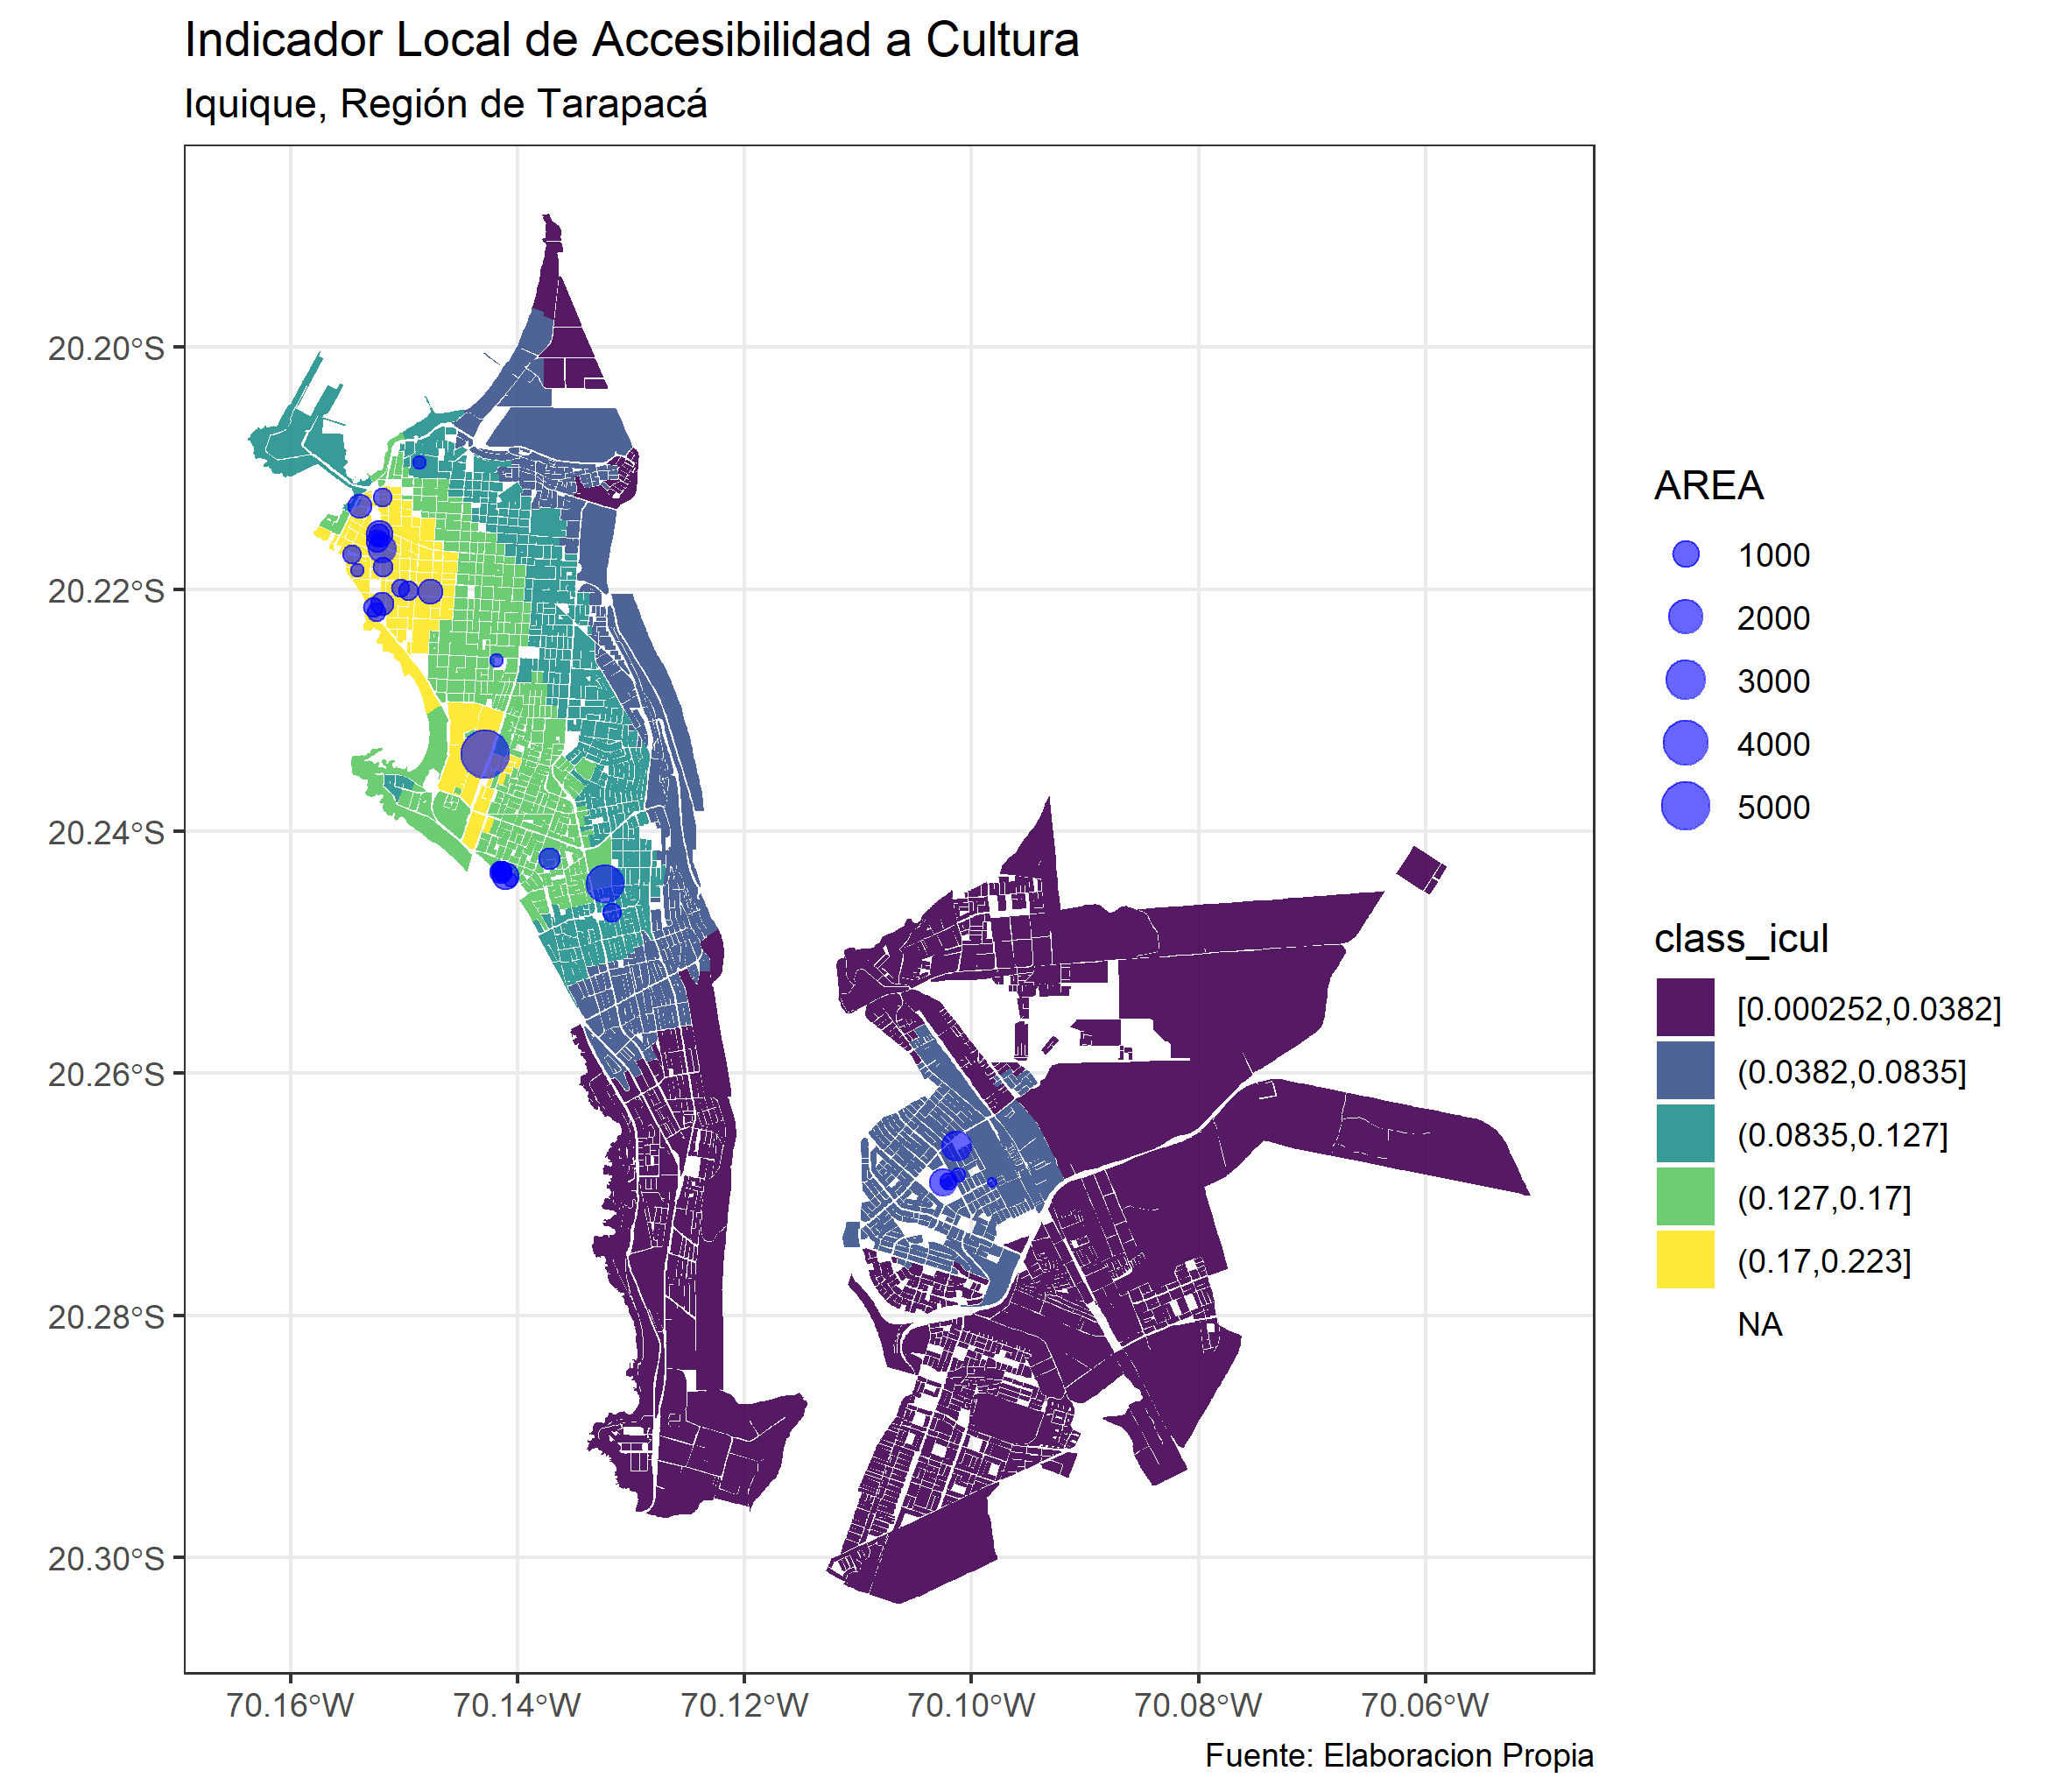 Indicador Local de Accesibilidad a Cultura
Iquique, Región de Tarapacá
20.20°S
20.22°S
20.24°S
20.26°S
20.28°S
20.30°S
70.16°W
70.14°W
70.12°W
70.10°W
70.08°W
70.06°W
AREA
1000
2000
3000
4000
5000
class_icul
[0.000252,0.0382]
(0.0382,0.0835]
(0.0835,0.127]
(0.127,0.17]
(0.17,0.223]
NA
Fuente: Elaboracion Propia